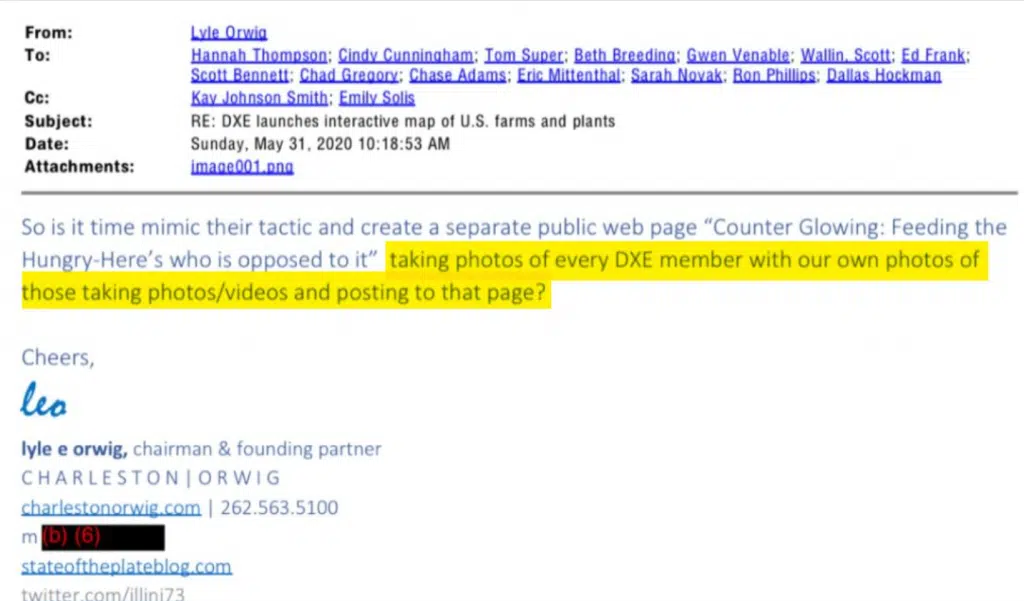 From: Lyle Orwig
To: Hannah Thompson; Cindy Cunningham; Tom Super; Beth Breeding; Gwen Venable; Wallin, Scott; Ed Frank;
Scott Bennett; Chad Gregory; Chase Adams; Eric Mittenthal; Sarah Novak; Ron Phillips; Dallas Hockman
Cc: Kay Johnson Smith; Emily Solis
Subject: RE: DXE launches interactive map of U.S. farms and plants
Date: Sunday, May 31, 2020 10:18:53 AM
Attachments: image001.png
So is it time mimic their tactic and create a separate public web page “Counter Glowing: Feeding the
Hungry-Here’s who is opposed to it” taking photos of every DXE member with our own photos of
those taking photos/videos and posting to that page?
Cheers,
leo
lyle e orwig, chairman & founding partner
CHARLESTON|ORWIG
charlestonorwig.com | 262.563.5100
m (b) (6)
stateoftheplateblog.com
twitter.com/illini73